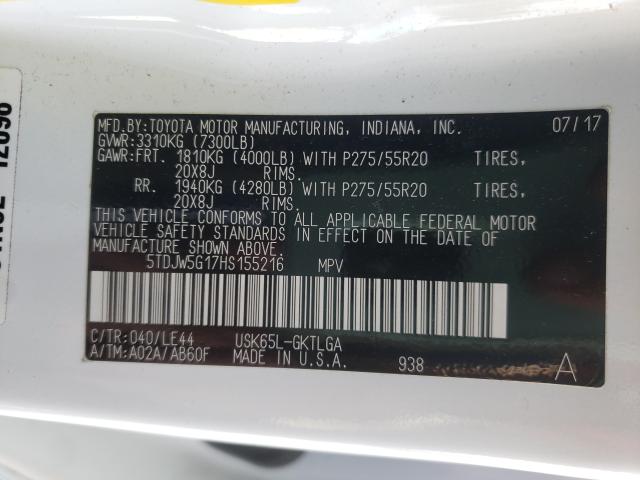 MFD.BY:TOYOTA MOTOR MANUFACTURING, INDIANA, INC. 07/17
GVWR:3310KG (7300LB)
GAWR:FRT. 1810KG (4000LB) WITH P275/55R20 TIRES,
20X8J RIMS.
RR. 1940KG (4280LB) WITH P275/55R20 TIRES,
20X8J RIMS.
THIS VEHICLE CONFORMS TO ALL APPLICABLE FEDERAL MOTOR
VEHICLE SAFETY STANDARDS IN EFFECT ON THE DATE OF
MANUFACTURE SHOWN ABOVE.
5TDJW5G17HS155216 MPV
C/TR:040/LE44 USK65L-GKTLGA
A/TM:A02A/AB60F MADE IN U.S.A. 938 A